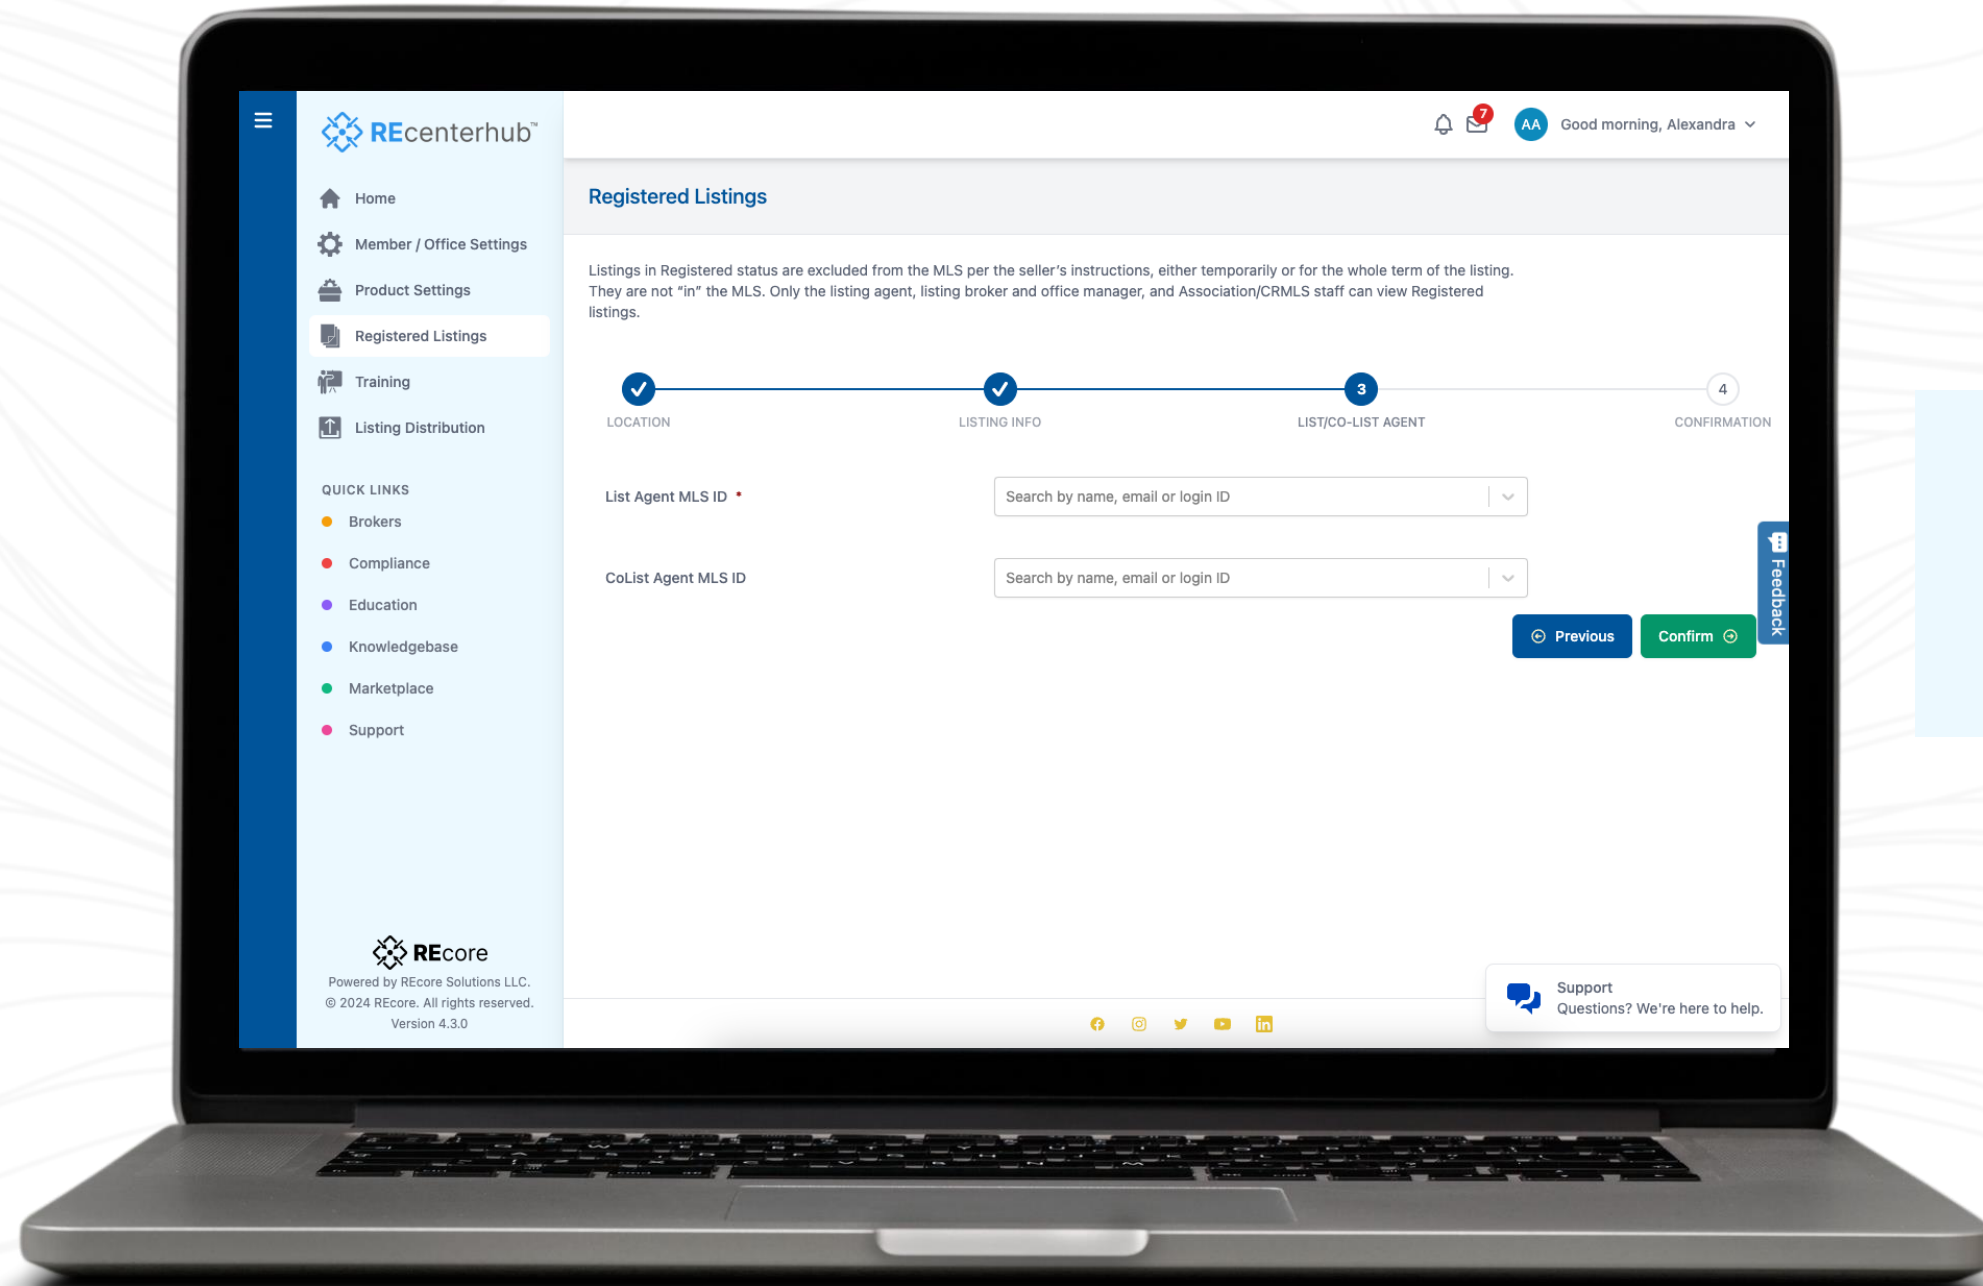 REcenterhub™
7
AA
Good morning, Alexandra
Home
Member / Office Settings
Product Settings
Registered Listings
Training
Listing Distribution
QUICK LINKS
Brokers
Compliance
Education
Knowledgebase
Marketplace
Support
REcore
Powered by REcore Solutions LLC.
© 2024 REcore. All rights reserved.
Version 4.3.0
Registered Listings
Listings in Registered status are excluded from the MLS per the seller’s instructions, either temporarily or for the whole term of the listing.
They are not “in” the MLS. Only the listing agent, listing broker and office manager, and Association/CRMLS staff can view Registered
listings.
3
4
LOCATION
LISTING INFO
LIST/CO-LIST AGENT
CONFIRMATION
List Agent MLS ID *
Search by name, email or login ID
CoList Agent MLS ID
Search by name, email or login ID
Previous
Confirm
Feedback
Support
Questions? We're here to help.
in